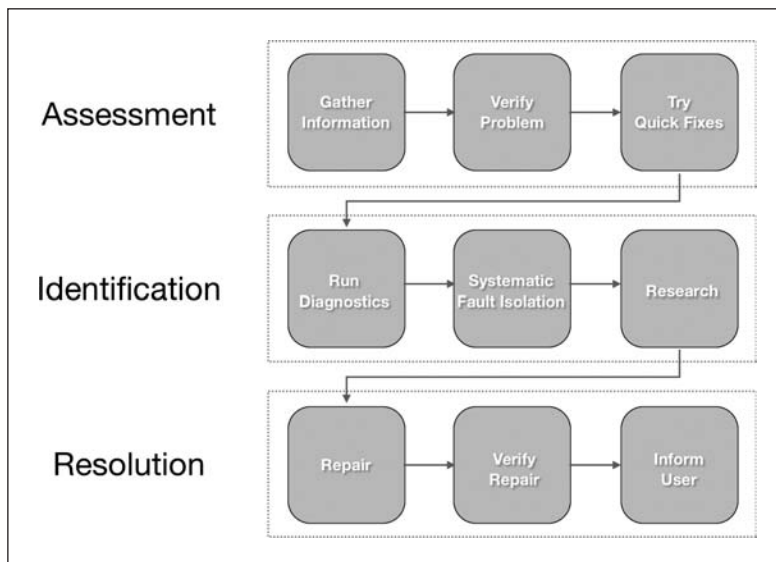 Assessment
Gather
Information
Verify
Problem
Try
Quick Fixes
Identification
Run
Diagnostics
Systematic
Fault Isolation
Research
Resolution
Repair
Verify
Repair
Inform
User